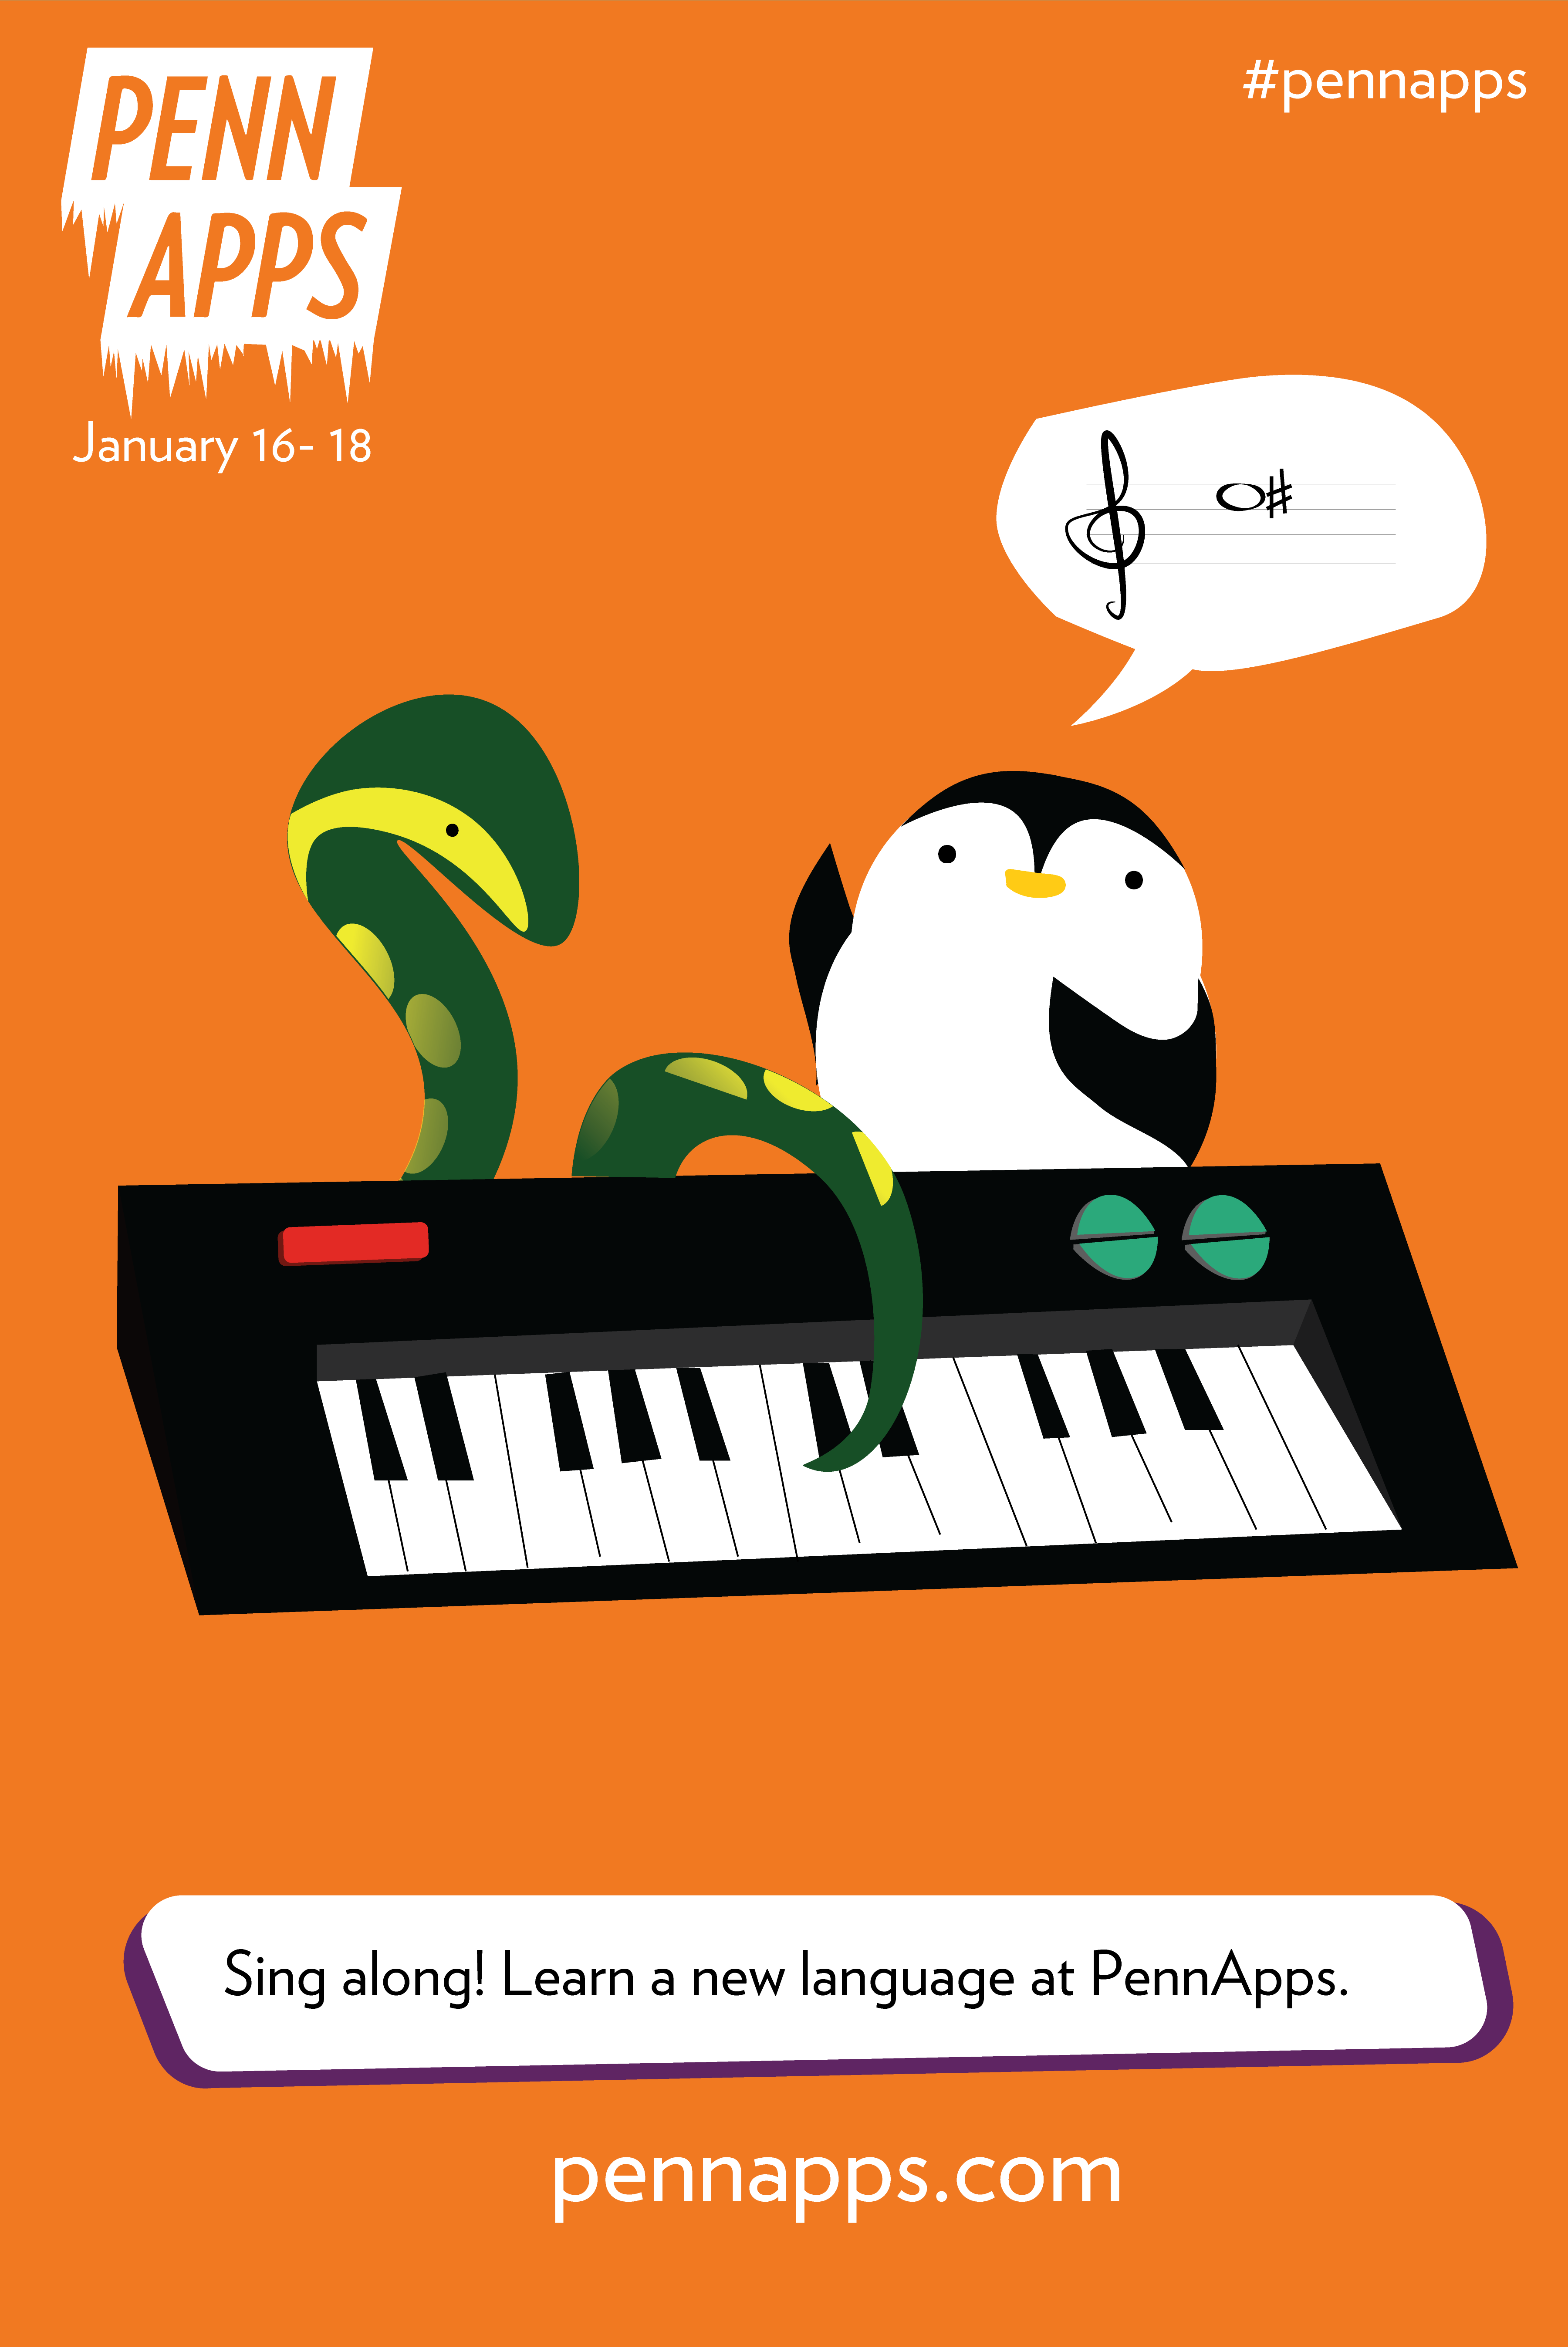 PENN
APPS
January 16- 18
#pennapps
Sing along! Learn a new language at PennApps.
pennapps.com